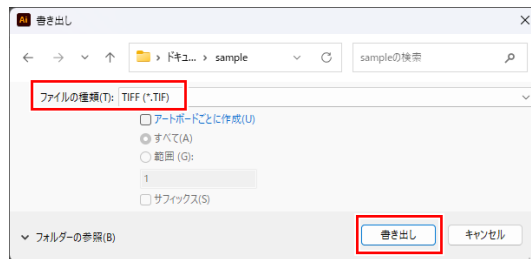 Ai 書き出し
ドキュ... › sample
sampleの検索
ファイルの種類(T): TIFF (*.TIF)
アートボードごとに作成(U)
すべて(A)
範囲 (G):
1
サフィックス(S)
フォルダーの参照(B)
書き出し
キャンセル